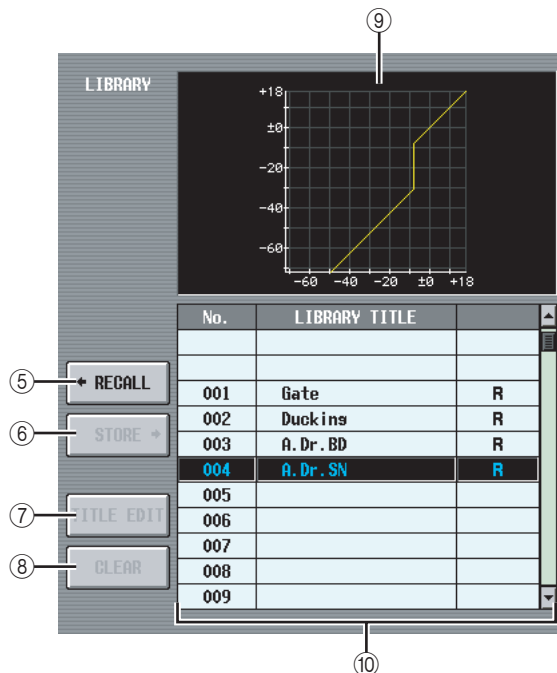 ⑨
LIBRARY
+18
±0
-20
-40
-60
-60 -40 -20 ±0 +18
No. LIBRARY TITLE
⑤ RECALL
001 Gate R
⑥ STORE
002 Ducking R
003 A.Dr.BD R
004 A.Dr.SN R
⑦ TITLE EDIT
005
006
007
⑧ CLEAR
008
009
⑩